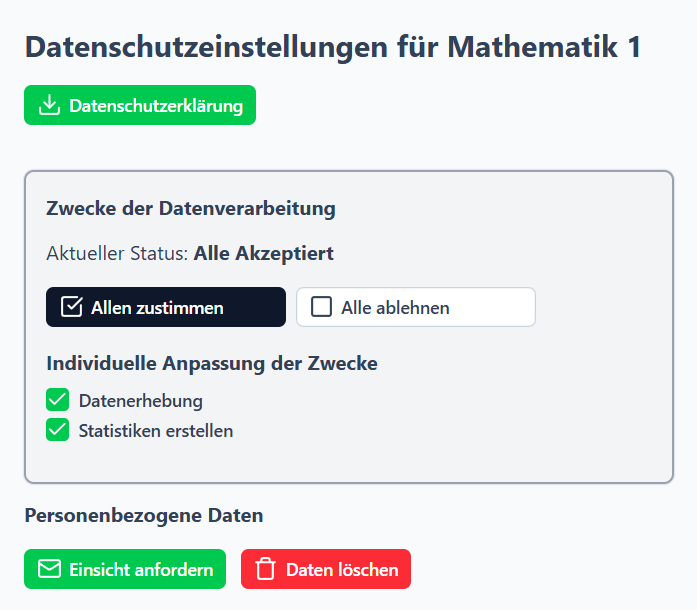 Datenschutzeinstellungen für Mathematik 1
Datenschutzerklärung
Zwecke der Datenverarbeitung
Aktueller Status: Alle Akzeptiert
Allen zustimmen
Alle ablehnen
Individuelle Anpassung der Zwecke
Datenerhebung
Statistiken erstellen
Personenbezogene Daten
Einsicht anfordern
Daten löschen